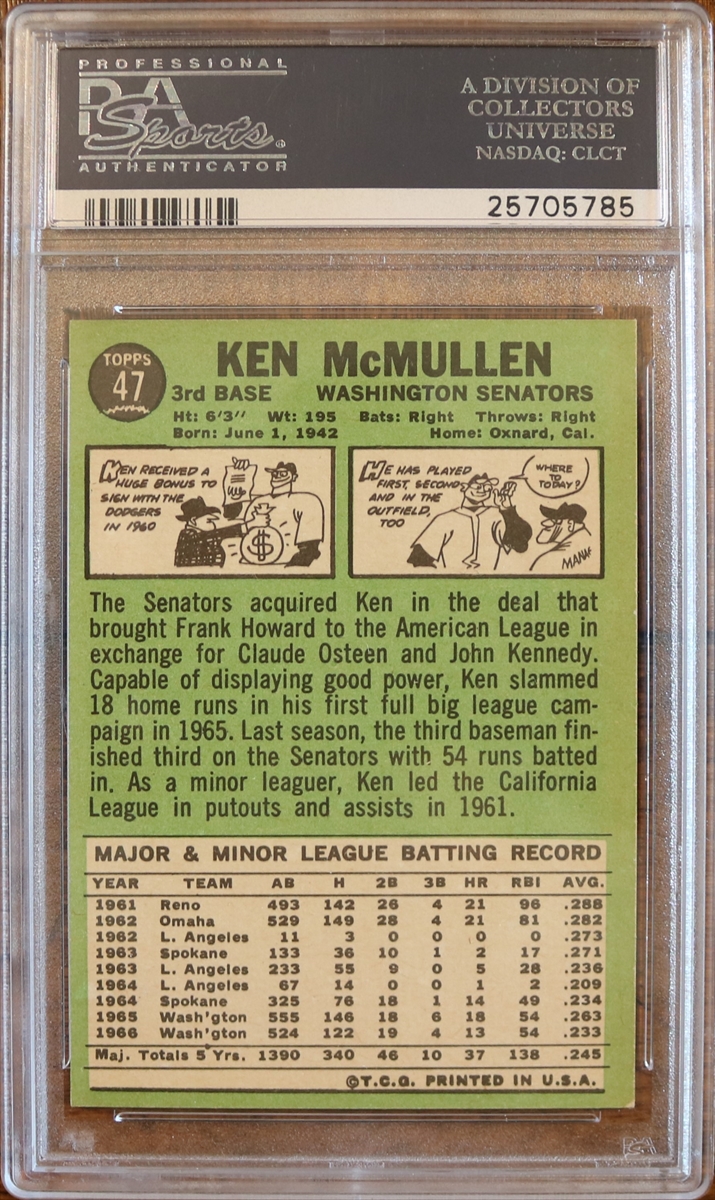 PROFESSIONAL
PSA
Sports®
AUTHENTICATOR
A DIVISION OF
COLLECTORS
UNIVERSE
NASDAQ: CLCT
25705785
TOPPS
47
KEN McMULLEN
3rd BASE WASHINGTON SENATORS
Ht: 6'3" Wt: 195 Bats: Right Throws: Right
Born: June 1, 1942 Home: Oxnard, Cal.
KEN RECEIVED A
HUGE BONUS TO
SIGN WITH THE
DODGERS
IN 1960
$
HE HAS PLAYED
FIRST, SECOND,
AND IN THE
OUTFIELD,
TOO
WHERE
TO
TODAY?
The Senators acquired Ken in the deal that
brought Frank Howard to the American League in
exchange for Claude Osteen and John Kennedy.
Capable of displaying good power, Ken slammed
18 home runs in his first full big league cam-
paign in 1965. Last season, the third baseman fin-
ished third on the Senators with 54 runs batted
in. As a minor leaguer, Ken led the California
League in putouts and assists in 1961.
MAJOR & MINOR LEAGUE BATTING RECORD
YEAR TEAM AB H 2B 3B HR RBI AVG.
1961 Reno 493 142 26 4 21 96 .288
1962 Omaha 529 149 28 4 21 81 .282
1962 L. Angeles 11 3 0 0 0 0 .273
1963 Spokane 133 36 10 1 2 17 .271
1963 L. Angeles 233 55 9 0 5 28 .236
1964 L. Angeles 67 14 0 0 1 2 .209
1964 Spokane 325 76 18 1 14 49 .234
1965 Wash'gton 555 146 18 6 18 54 .263
1966 Wash'gton 524 122 19 4 13 54 .233
Maj. Totals 5 Yrs. 1390 340 46 10 37 138 .245
©T.C.G. PRINTED IN U.S.A.